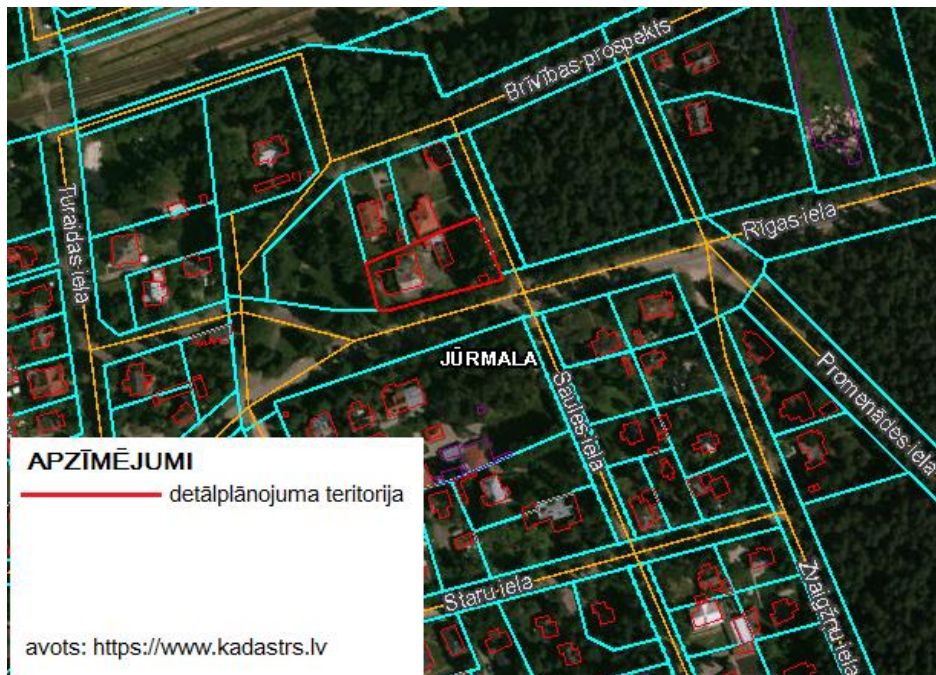 Brīvības prospekts
Rīgas iela
Turaidas iela
JŪRMALA
Saules iela
Promenādes iela
Staru iela
Zvaigžņu iela
APZĪMĒJUMI
detālplānojuma teritorija
avots: https://www.kadastrs.lv